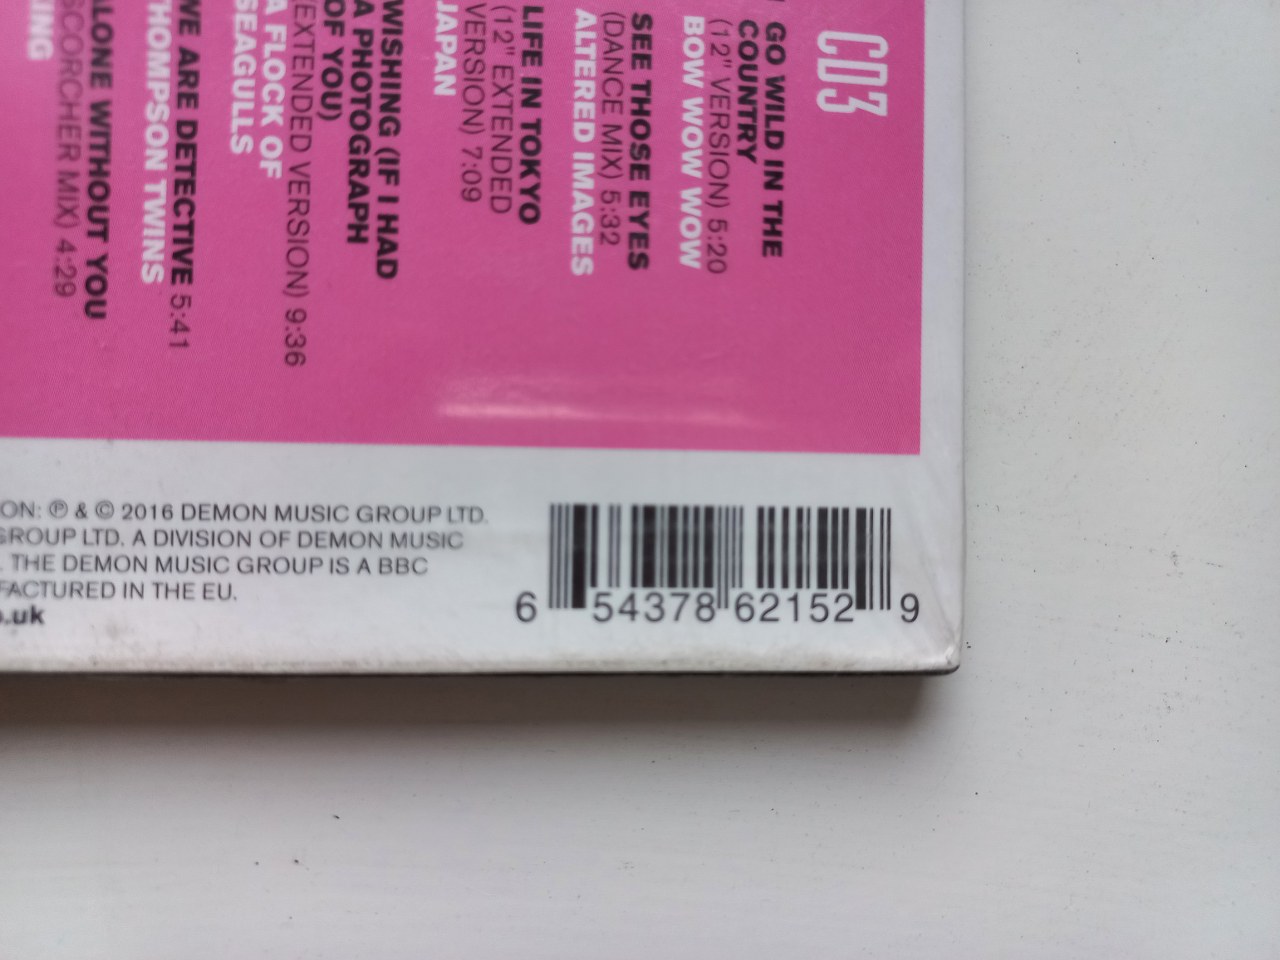 CD3
GO WILD IN THE
COUNTRY
(12" VERSION) 5:20
BOW WOW WOW
SEE THOSE EYES
(DANCE MIX) 5:32
ALTERED IMAGES
LIFE IN TOKYO
(12" EXTENDED
VERSION) 7:09
JAPAN
WISHING (IF I HAD
A PHOTOGRAPH
OF YOU)
(EXTENDED VERSION) 9:36
A FLOCK OF
SEAGULLS
WE ARE DETECTIVE 5:41
THOMPSON TWINS
ALONE WITHOUT YOU
SCORCHER MIX) 4:29
KING
ON: ℗ & © 2016 DEMON MUSIC GROUP LTD.
GROUP LTD. A DIVISION OF DEMON MUSIC
. THE DEMON MUSIC GROUP IS A BBC
FACTURED IN THE EU.
.uk
6 54378 62152 9